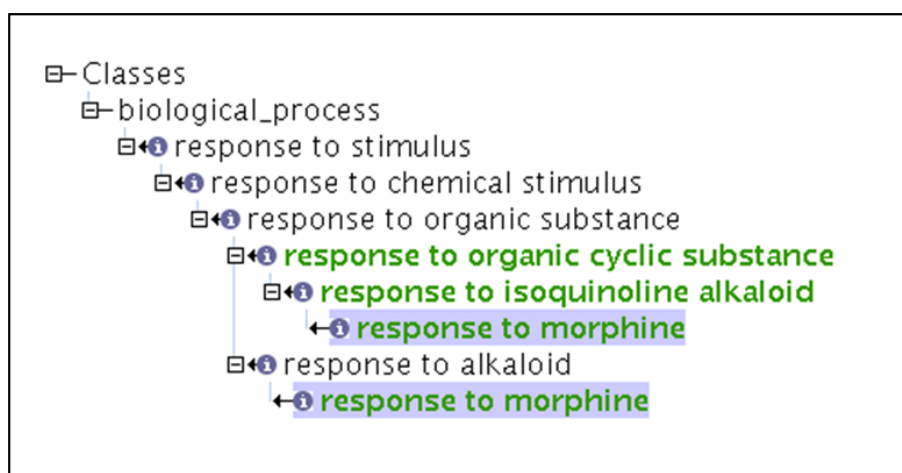 Classes
biological_process
response to stimulus
response to chemical stimulus
response to organic substance
response to organic cyclic substance
response to isoquinoline alkaloid
response to morphine
response to alkaloid
response to morphine